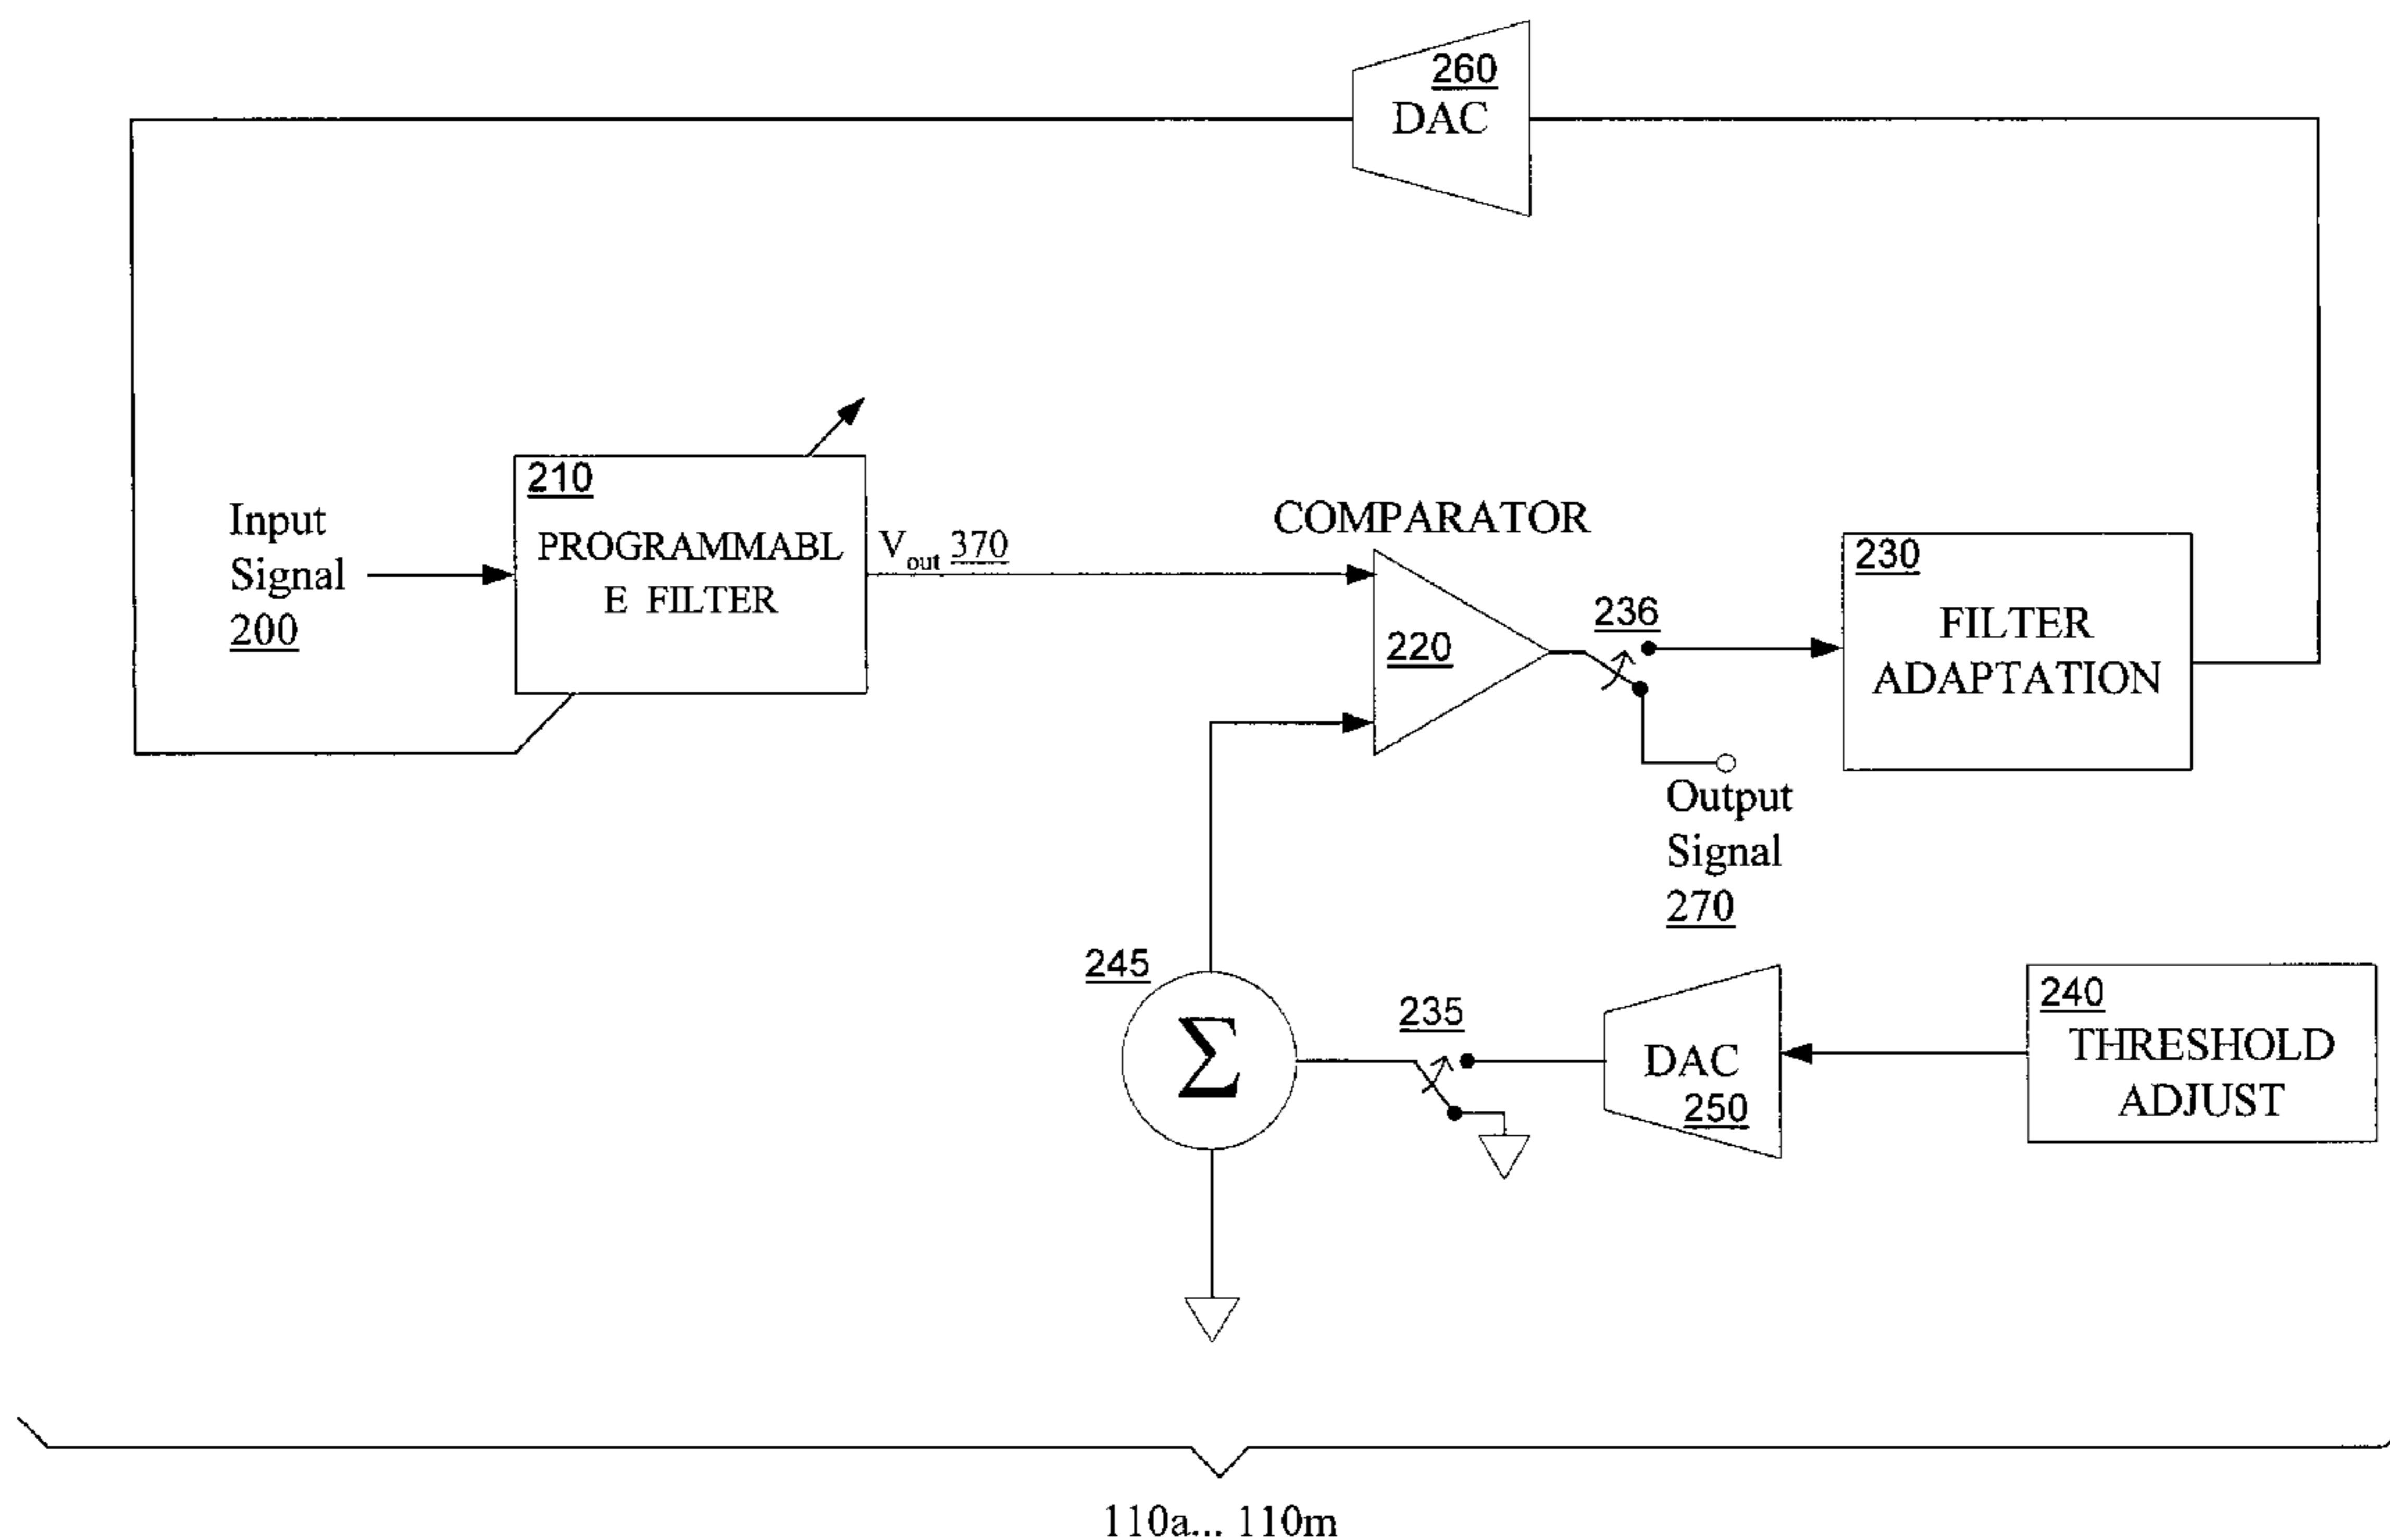 260
DAC
210
PROGRAMMABL
E FILTER
Input
Signal
200
Vout 370
COMPARATOR
220
236
230
FILTER
ADAPTATION
Output
Signal
270
245
Σ
235
DAC
250
240
THRESHOLD
ADJUST
110a... 110m